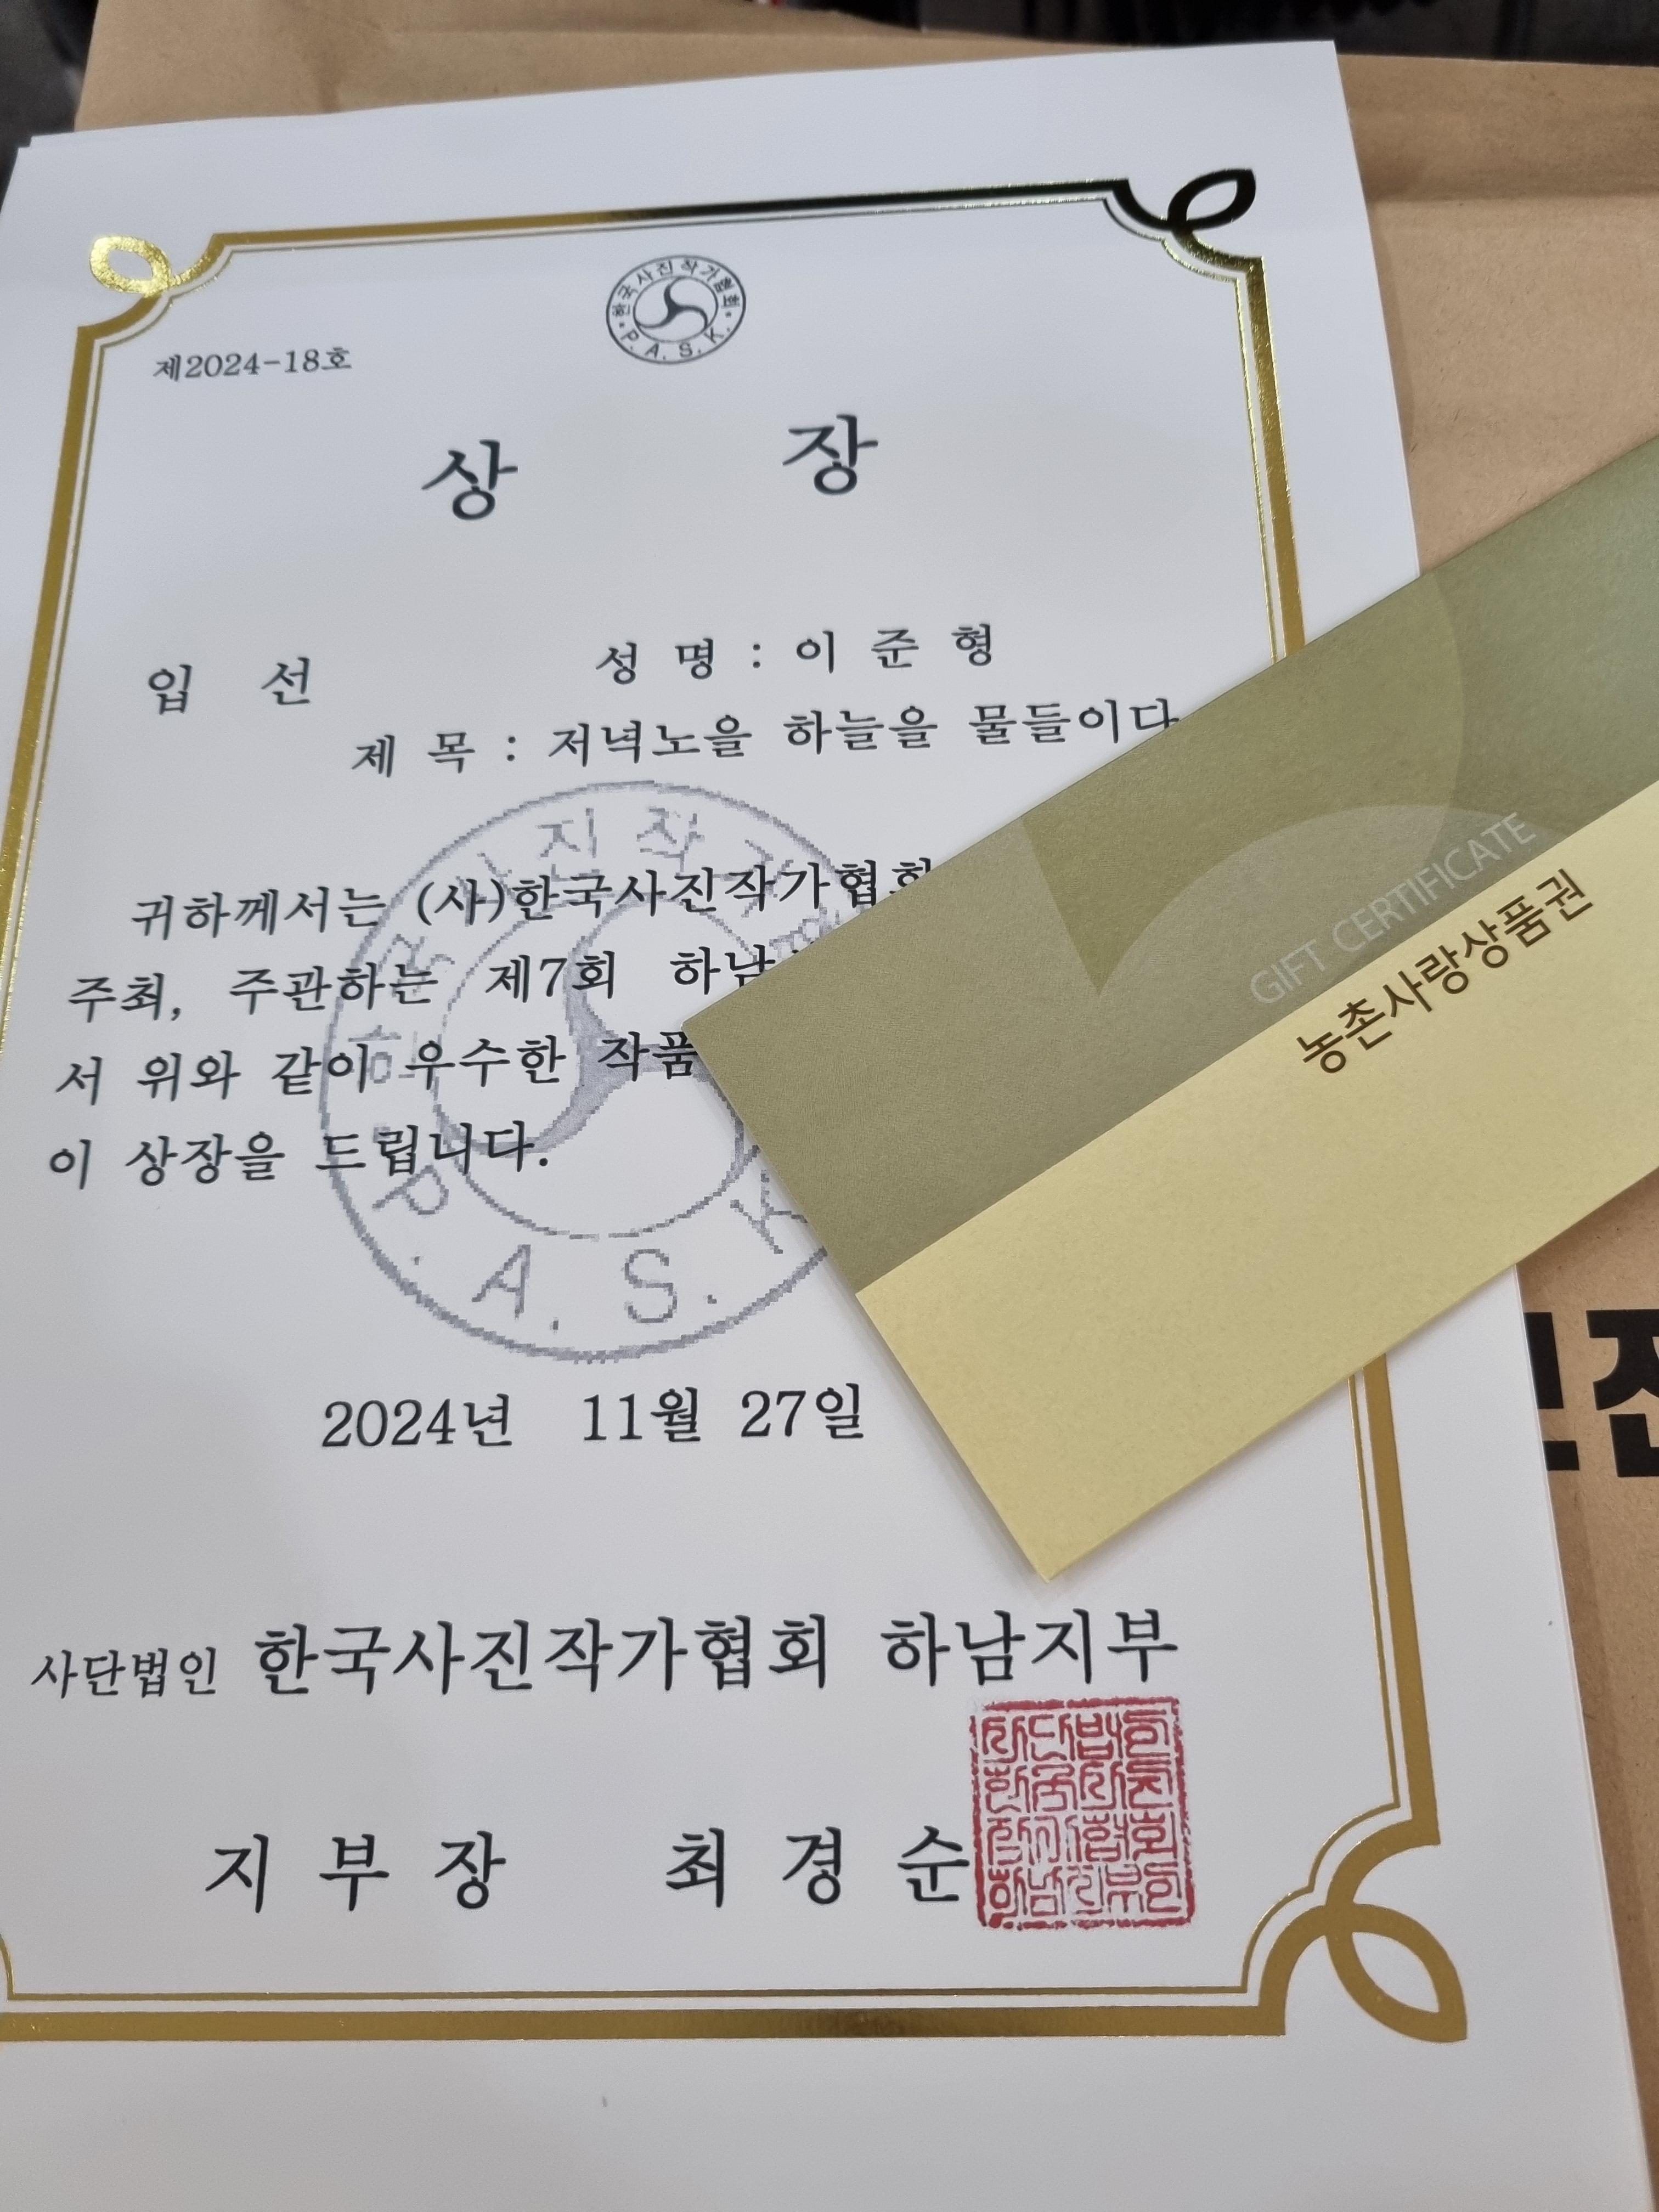 한국사진작가협회
P.A.S.K.
제2024-18호
상 장
입 선
성 명 : 이 준 형
제 목 : 저녁노을 하늘을 물들이다
귀하께서는 (사)한국사진작가협회
주최, 주관하는 제7회 하남
서 위와 같이 우수한 작품
이 상장을 드립니다.
P.A.S.K
2024년 11월 27일
사단법인 한국사진작가협회 하남지부
지 부 장 최 경 순
GIFT CERTIFICATE
농촌사랑상품권